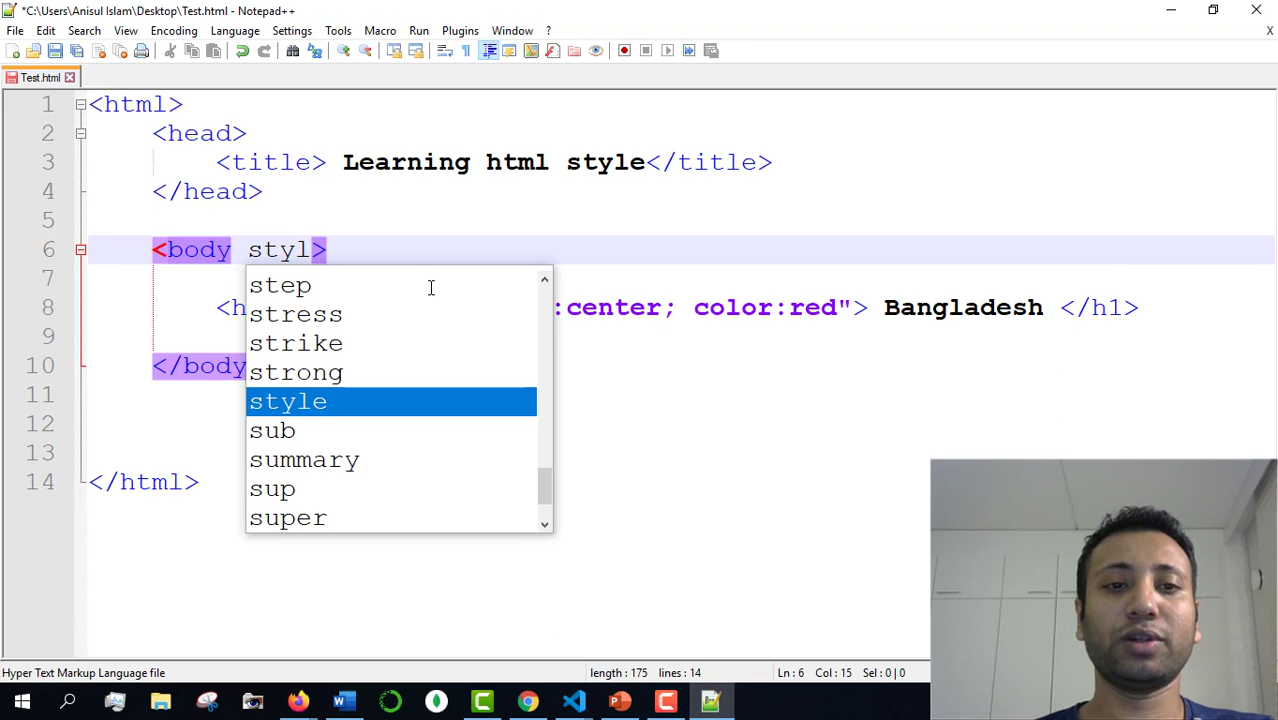 *C:\Users\Anisul Islam\Desktop\Test.html - Notepad++
File Edit Search View Encoding Language Settings Tools Macro Run Plugins Window ? X
Test.html
1 <html>
2 <head>
3 <title> Learning html style</title>
4 </head>
5
6 <body styl>
7
step
8 <h :center; color:red"> Bangladesh </h1>
stress
9
strike
10 </body
strong
11
style
12
sub
13
summary
14 </html>
sup
super
Hyper Text Markup Language file length : 175 lines : 14 Ln : 6 Col : 15 Sel : 0 | 0